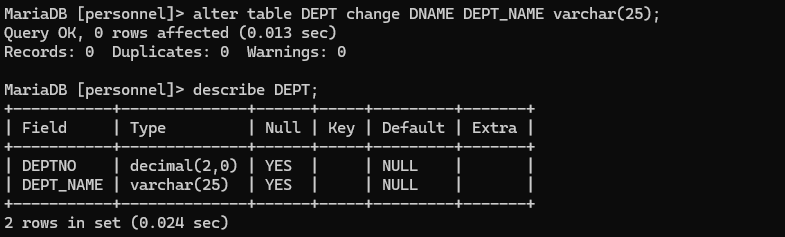 MariaDB [personnel]> alter table DEPT change DNAME DEPT_NAME varchar(25);
Query OK, 0 rows affected (0.013 sec)
Records: 0  Duplicates: 0  Warnings: 0

MariaDB [personnel]> describe DEPT;
+-----------+--------------+------+-----+---------+-------+
| Field     | Type         | Null | Key | Default | Extra |
+-----------+--------------+------+-----+---------+-------+
| DEPTNO    | decimal(2,0) | YES  |     | NULL    |       |
| DEPT_NAME | varchar(25)  | YES  |     | NULL    |       |
+-----------+--------------+------+-----+---------+-------+
2 rows in set (0.024 sec)